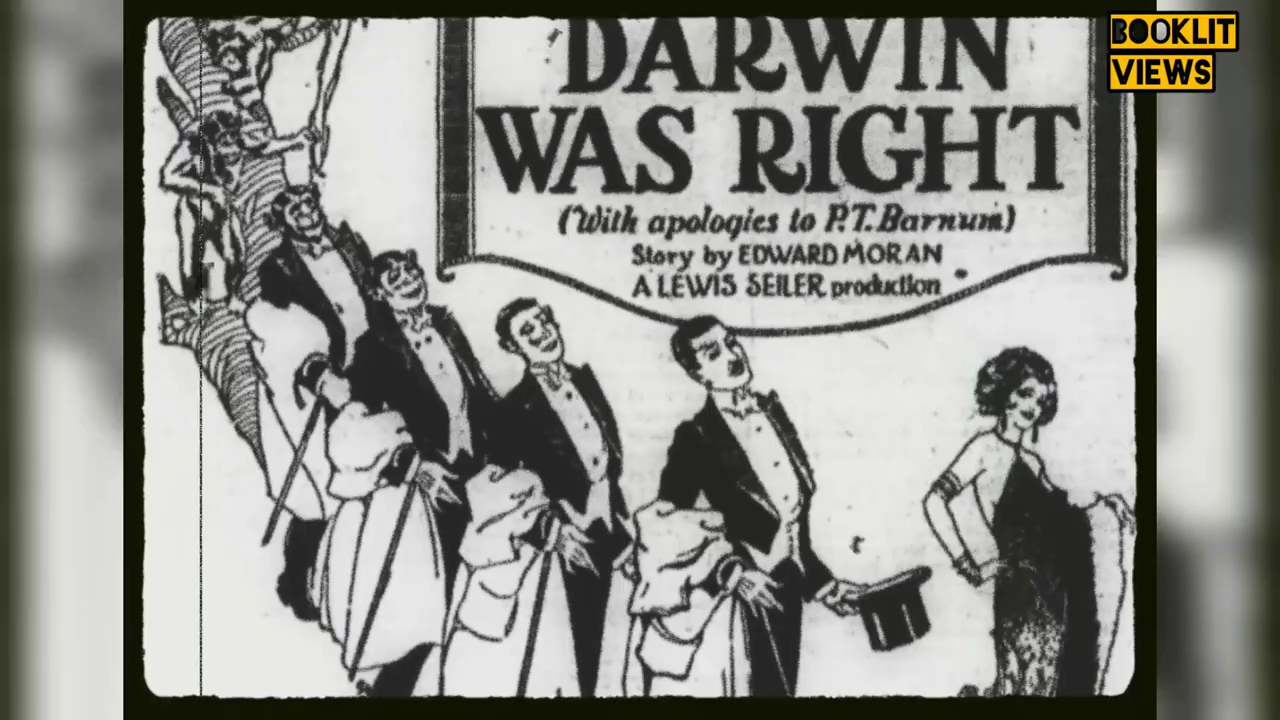 BOOKLIT
VIEWS
DARWIN
WAS RIGHT
(With apologies to P.T. Barnum)
Story by EDWARD MORAN
A LEWIS SEILER production